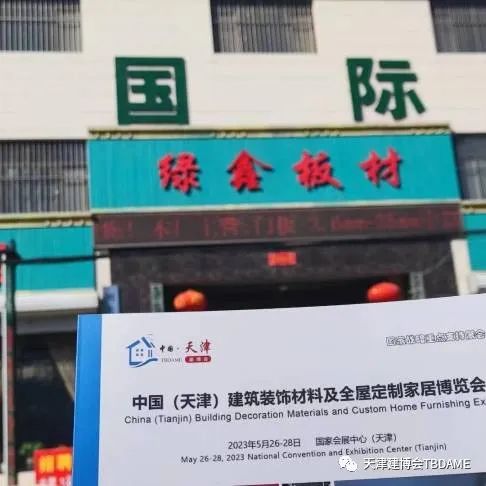 国际
绿鑫板材
中国·天津
TBDAME
建博会
中国（天津）建筑装饰材料及全屋定制家居博览会
China (Tianjin) Building Decoration Materials and Custom Home Furnishing Ex
2023年5月26-28日 国家会展中心（天津）
May 26-28, 2023 National Convention and Exhibition Center (Tianjin)
天津建博会TBDAME